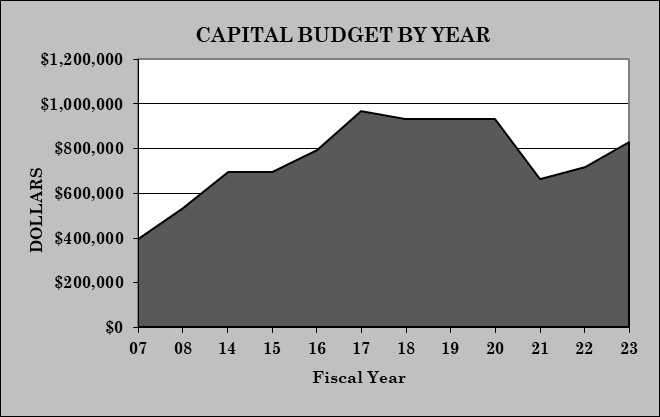 CAPITAL BUDGET BY YEAR
$1,200,000
$1,000,000
$800,000
$600,000
$400,000
$200,000
$0
DOLLARS
07 08 14 15 16 17 18 19 20 21 22 23
Fiscal Year